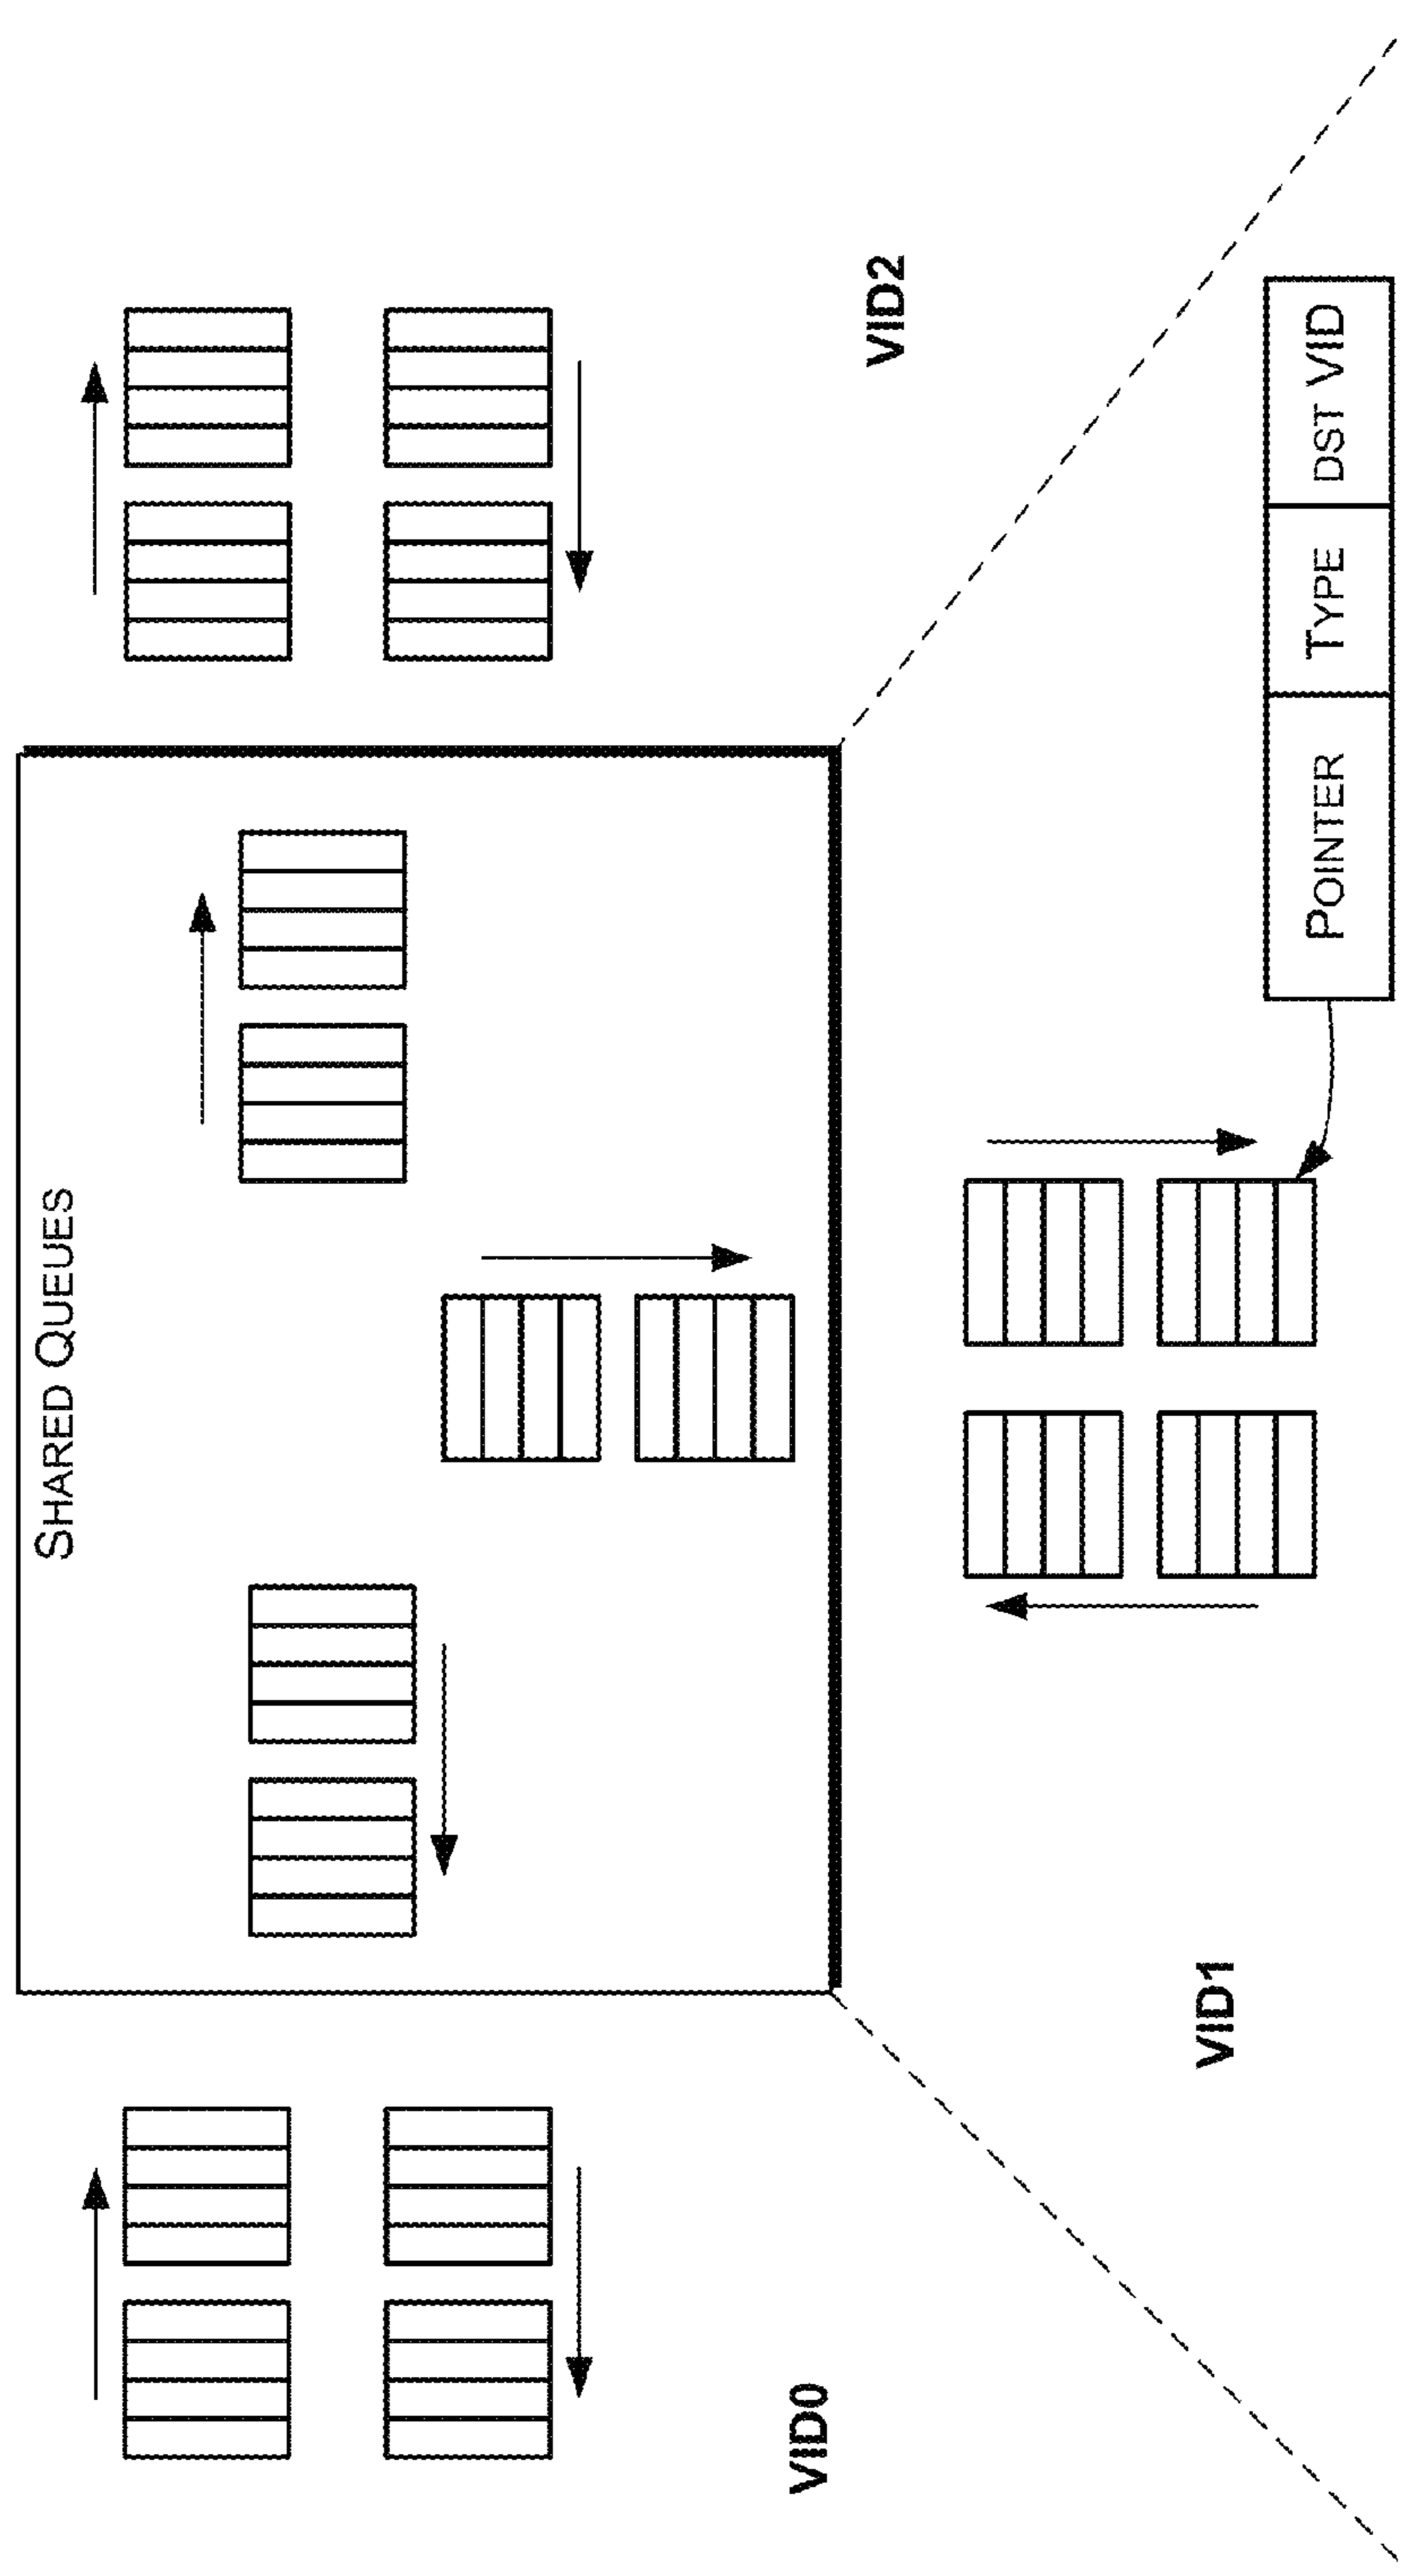 SHARED QUEUES
VID0
VID2
VID1
POINTER TYPE DST VID